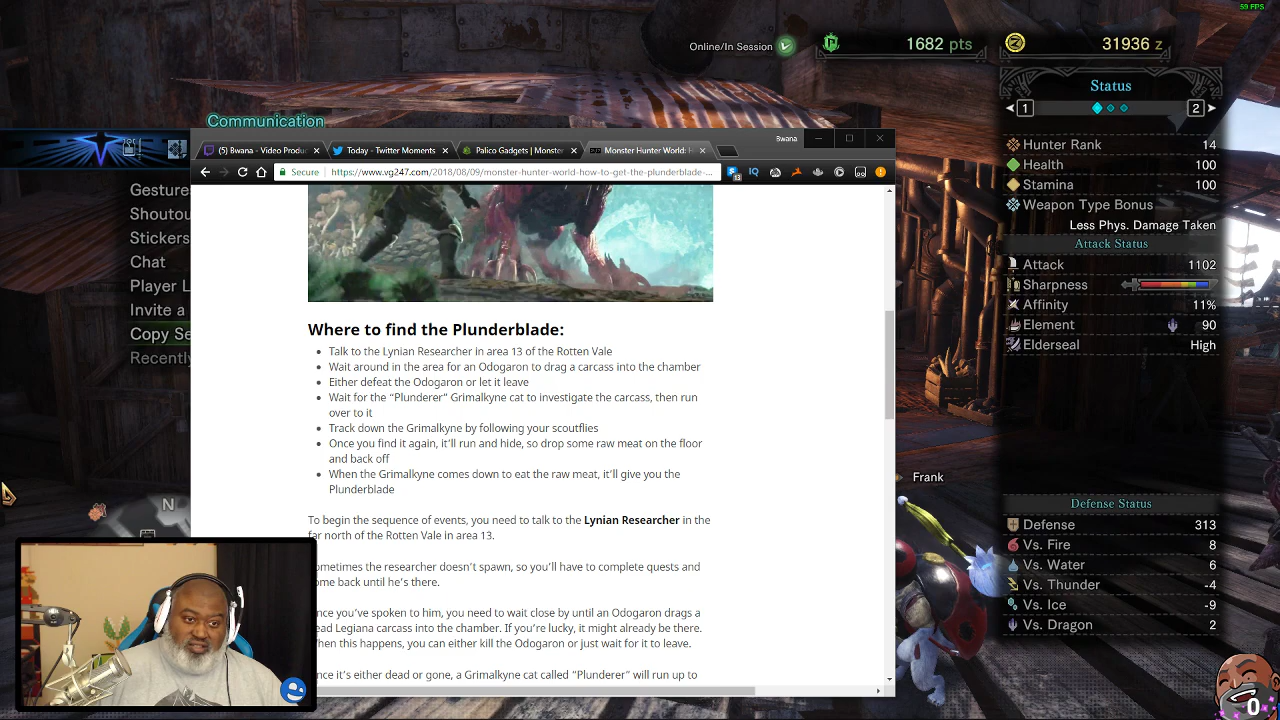 59 FPS
Online/In Session
1682 pts
31936 z
Status
1
2
Communication
Bwana
(5) Bwana - Video Produ
Today - Twitter Moments
Palico Gadgets | Monster
Monster Hunter World: H
Secure
https://www.vg247.com/2018/08/09/monster-hunter-world-how-to-get-the-plunderblade-...
13
IQ
Gesture
Shoutou
Stickers
Chat
Player L
Invite a
Copy Se
Recently
N
Where to find the Plunderblade:
Talk to the Lynian Researcher in area 13 of the Rotten Vale
Wait around in the area for an Odogaron to drag a carcass into the chamber
Either defeat the Odogaron or let it leave
Wait for the “Plunderer” Grimalkyne cat to investigate the carcass, then run
over to it
Track down the Grimalkyne by following your scoutflies
Once you find it again, it’ll run and hide, so drop some raw meat on the floor
and back off
When the Grimalkyne comes down to eat the raw meat, it’ll give you the
Plunderblade
To begin the sequence of events, you need to talk to the Lynian Researcher in the
far north of the Rotten Vale in area 13.
ometimes the researcher doesn’t spawn, so you’ll have to complete quests and
ome back until he’s there.
nce you’ve spoken to him, you need to wait close by until an Odogaron drags a
ead Legiana carcass into the chamber. If you’re lucky, it might already be there.
hen this happens, you can either kill the Odogaron or just wait for it to leave.
nce it’s either dead or gone, a Grimalkyne cat called “Plunderer” will run up to
Hunter Rank 14
Health 100
Stamina 100
Weapon Type Bonus
Less Phys. Damage Taken
Attack Status
Attack 1102
Sharpness
Affinity 11%
Element 90
Elderseal High
Frank
Defense Status
Defense 313
Vs. Fire 8
Vs. Water 6
Vs. Thunder -4
Vs. Ice -9
Vs. Dragon 2
0